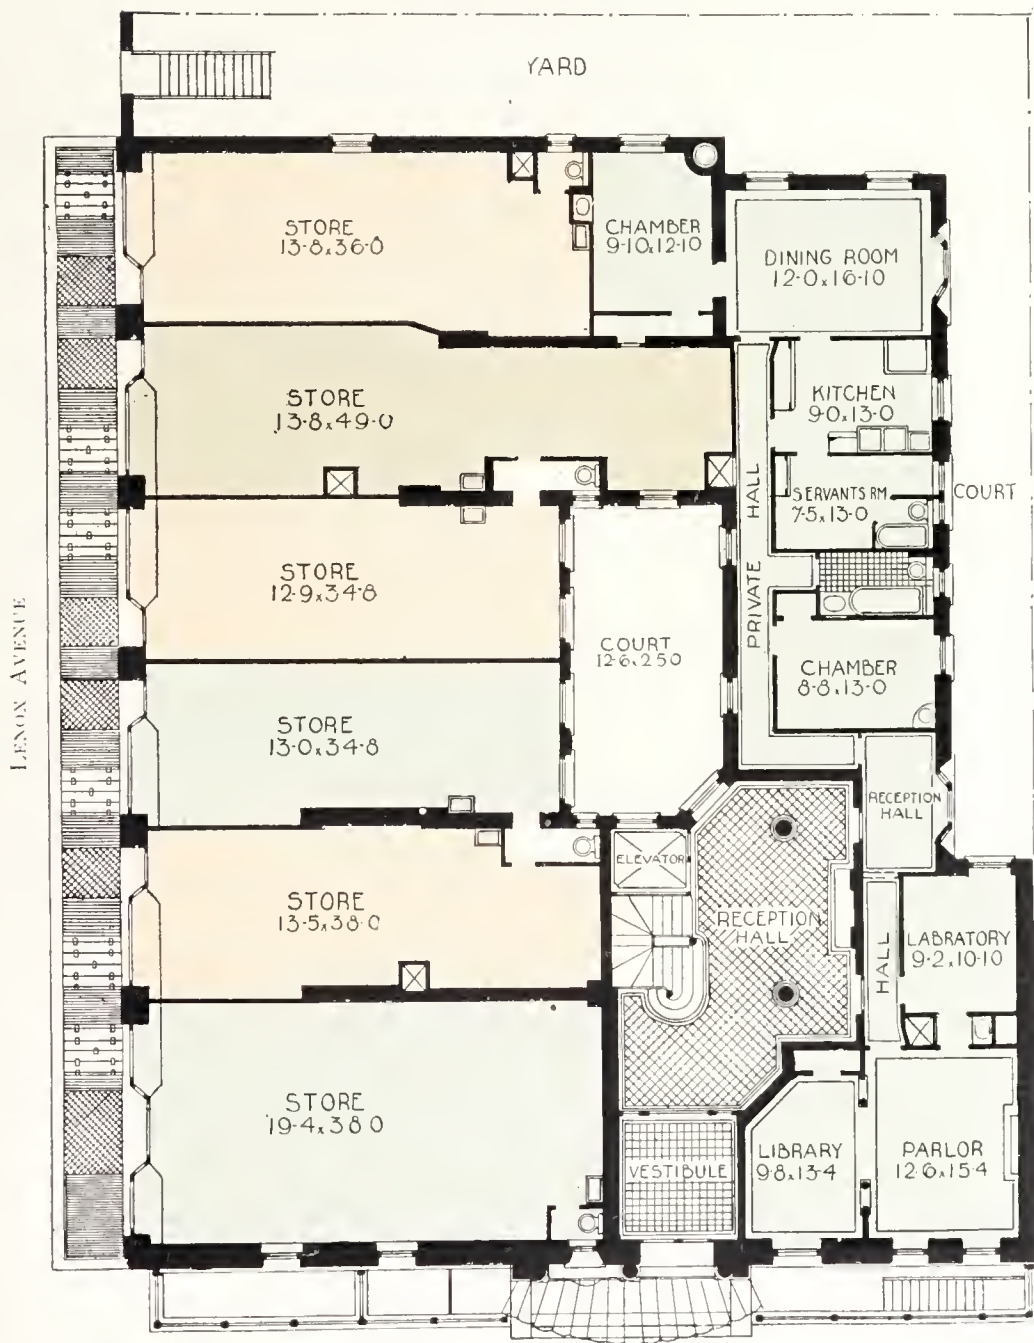 YARD
STORE
13-8x36-0
CHAMBER
9-10x12-10
DINING ROOM
12-0x16-10
STORE
13-8x49-0
KITCHEN
9-0x13-0
SERVANTS RM.
7-5x13-0
COURT
PRIVATE HALL
STORE
12-9x34-8
COURT
12-6x25-0
CHAMBER
8-8x13-0
LENOX AVENUE
STORE
13-0x34-8
RECEPTION
HALL
ELEVATOR
STORE
13-5x38-0
RECEPTION
HALL
HALL
LABRATORY
9-2x10-10
STORE
19-4x38-0
VESTIBULE
LIBRARY
9-8x13-4
PARLOR
12-6x15-4